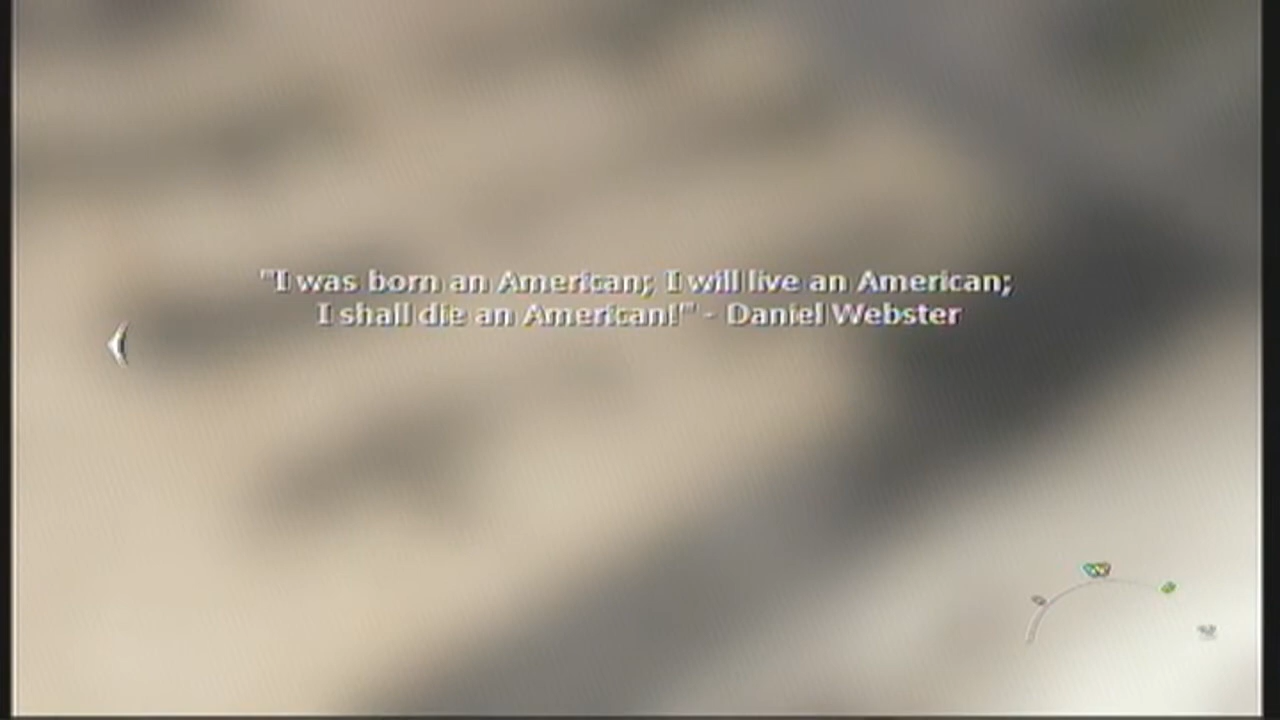 "I was born an American; I will live an American;
I shall die an American!" - Daniel Webster